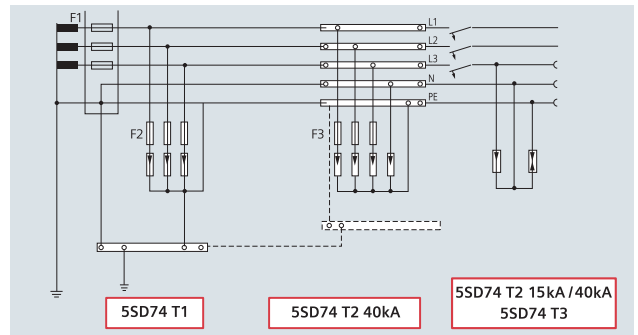 F1
L1
L2
L3
N
PE
F2
F3
5SD74 T1
5SD74 T2 40kA
5SD74 T2 15kA/40kA
5SD74 T3